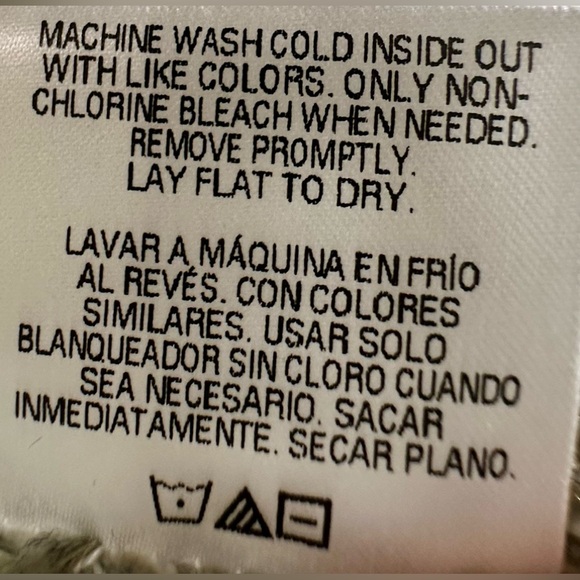 MACHINE WASH COLD INSIDE OUT
WITH LIKE COLORS. ONLY NON-
CHLORINE BLEACH WHEN NEEDED.
REMOVE PROMPTLY.
LAY FLAT TO DRY.
LAVAR A MÁQUINA EN FRÍO
AL REVÉS. CON COLORES
SIMILARES. USAR SOLO
BLANQUEADOR SIN CLORO CUANDO
SEA NECESARIO. SACAR
INMEDIATAMENTE. SECAR PLANO.